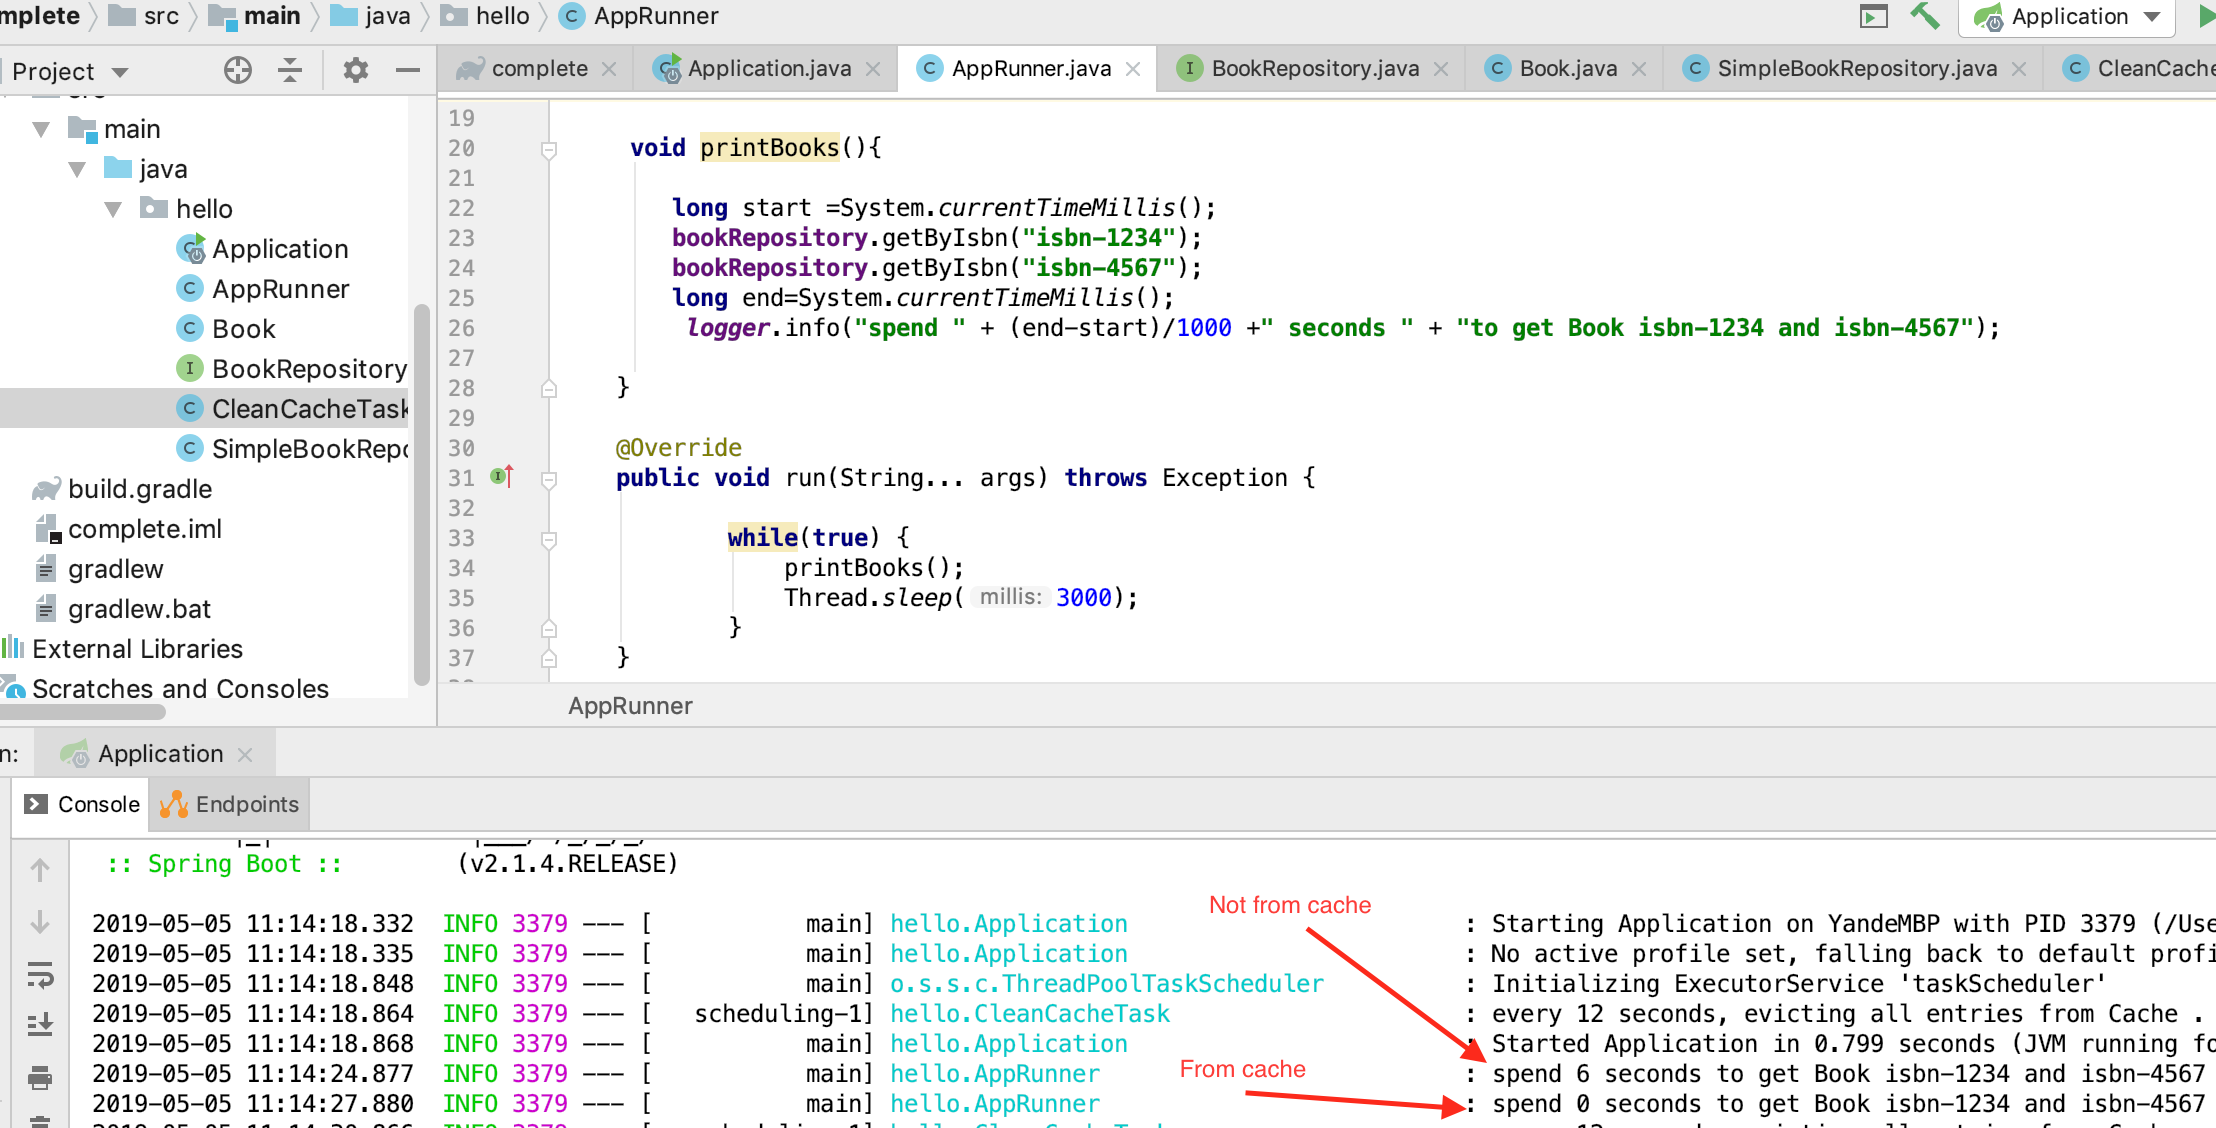 mplete src main java hello AppRunner Application
Project
complete Application.java AppRunner.java BookRepository.java Book.java SimpleBookRepository.java CleanCache
src
main
java
hello
Application
AppRunner
Book
BookRepository
CleanCacheTask
SimpleBookRepo
build.gradle
complete.iml
gradlew
gradlew.bat
External Libraries
Scratches and Consoles
19
20 void printBooks(){
21
22 long start =System.currentTimeMillis();
23 bookRepository.getByIsbn("isbn-1234");
24 bookRepository.getByIsbn("isbn-4567");
25 long end=System.currentTimeMillis();
26 logger.info("spend " + (end-start)/1000 +" seconds " + "to get Book isbn-1234 and isbn-4567");
27
28 }
29
30 @Override
31 public void run(String... args) throws Exception {
32
33 while(true) {
34 printBooks();
35 Thread.sleep( millis: 3000);
36 }
37 }
AppRunner
n: Application
Console Endpoints
:: Spring Boot :: (v2.1.4.RELEASE)
Not from cache
2019-05-05 11:14:18.332 INFO 3379 --- [ main] hello.Application : Starting Application on YandeMBP with PID 3379 (/Use
2019-05-05 11:14:18.335 INFO 3379 --- [ main] hello.Application : No active profile set, falling back to default profi
2019-05-05 11:14:18.848 INFO 3379 --- [ main] o.s.s.c.ThreadPoolTaskScheduler : Initializing ExecutorService 'taskScheduler'
2019-05-05 11:14:18.864 INFO 3379 --- [ scheduling-1] hello.CleanCacheTask : every 12 seconds, evicting all entries from Cache .
2019-05-05 11:14:18.868 INFO 3379 --- [ main] hello.Application : Started Application in 0.799 seconds (JVM running fo
From cache
2019-05-05 11:14:24.877 INFO 3379 --- [ main] hello.AppRunner : spend 6 seconds to get Book isbn-1234 and isbn-4567
2019-05-05 11:14:27.880 INFO 3379 --- [ main] hello.AppRunner : spend 0 seconds to get Book isbn-1234 and isbn-4567